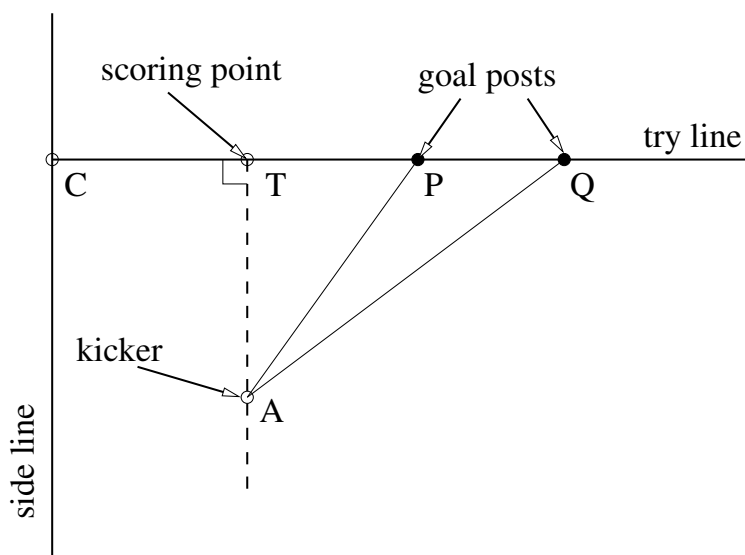 scoring point
goal posts
try line
C
T
P
Q
kicker
A
side line